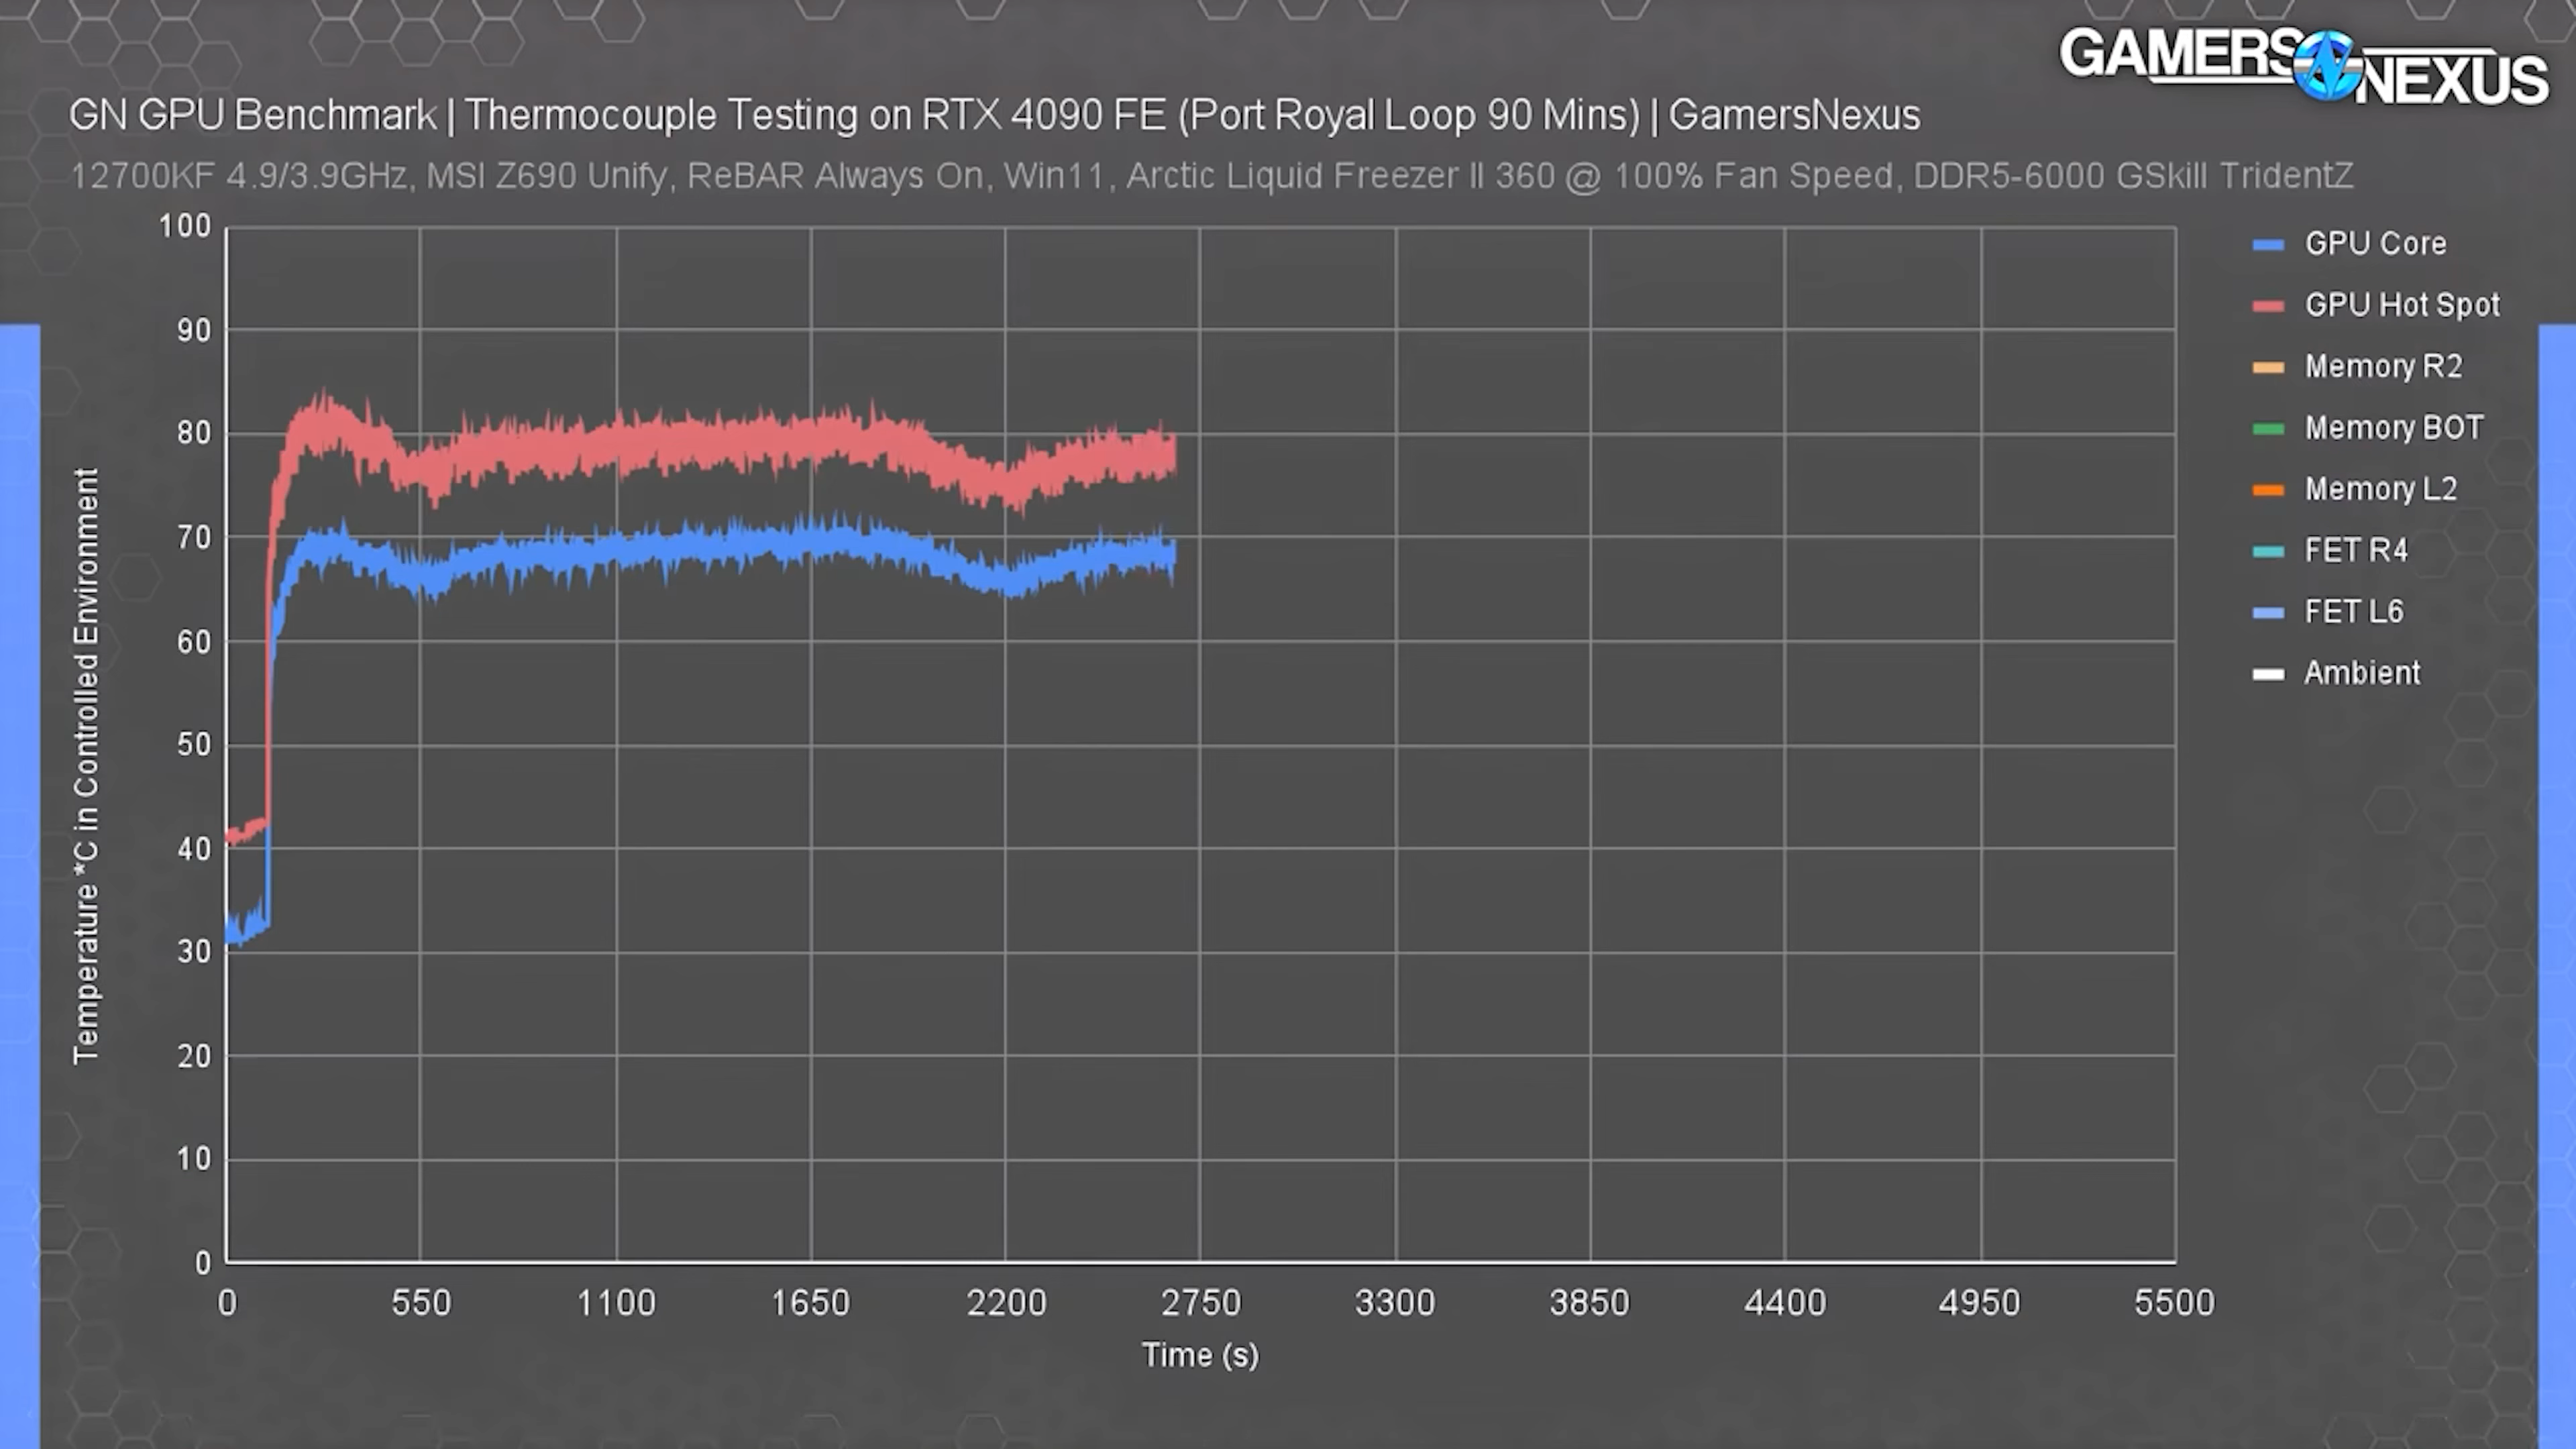 GAMERS NEXUS
GN GPU Benchmark | Thermocouple Testing on RTX 4090 FE (Port Royal Loop 90 Mins) | GamersNexus
12700KF 4.9/3.9GHz, MSI Z690 Unify, ReBAR Always On, Win11, Arctic Liquid Freezer II 360 @ 100% Fan Speed, DDR5-6000 GSkill TridentZ
Temperature *C in Controlled Environment
100
90
80
70
60
50
40
30
20
10
0
0 550 1100 1650 2200 2750 3300 3850 4400 4950 5500
Time (s)
GPU Core
GPU Hot Spot
Memory R2
Memory BOT
Memory L2
FET R4
FET L6
Ambient